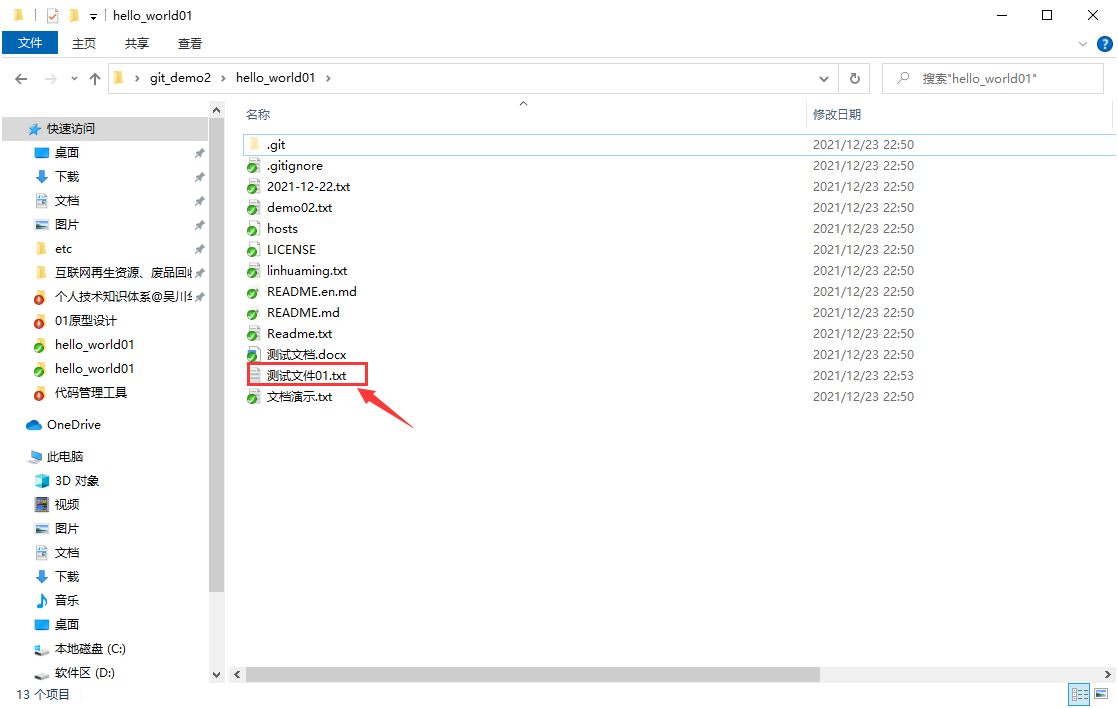 hello_world01
文件 主页 共享 查看
git_demo2 hello_world01 搜索"hello_world01"
名称 修改日期
快速访问
桌面
下载
文档
图片
etc
互联网再生资源、废品回收
个人技术知识体系@吴川华
01原型设计
hello_world01
hello_world01
代码管理工具
OneDrive
此电脑
3D 对象
视频
图片
文档
下载
音乐
桌面
本地磁盘 (C:)
软件区 (D:)
.git 2021/12/23 22:50
.gitignore 2021/12/23 22:50
2021-12-22.txt 2021/12/23 22:50
demo02.txt 2021/12/23 22:50
hosts 2021/12/23 22:50
LICENSE 2021/12/23 22:50
linhuaming.txt 2021/12/23 22:50
README.en.md 2021/12/23 22:50
README.md 2021/12/23 22:50
Readme.txt 2021/12/23 22:50
测试文档.docx 2021/12/23 22:50
测试文件01.txt 2021/12/23 22:53
文档演示.txt 2021/12/23 22:50
13 个项目